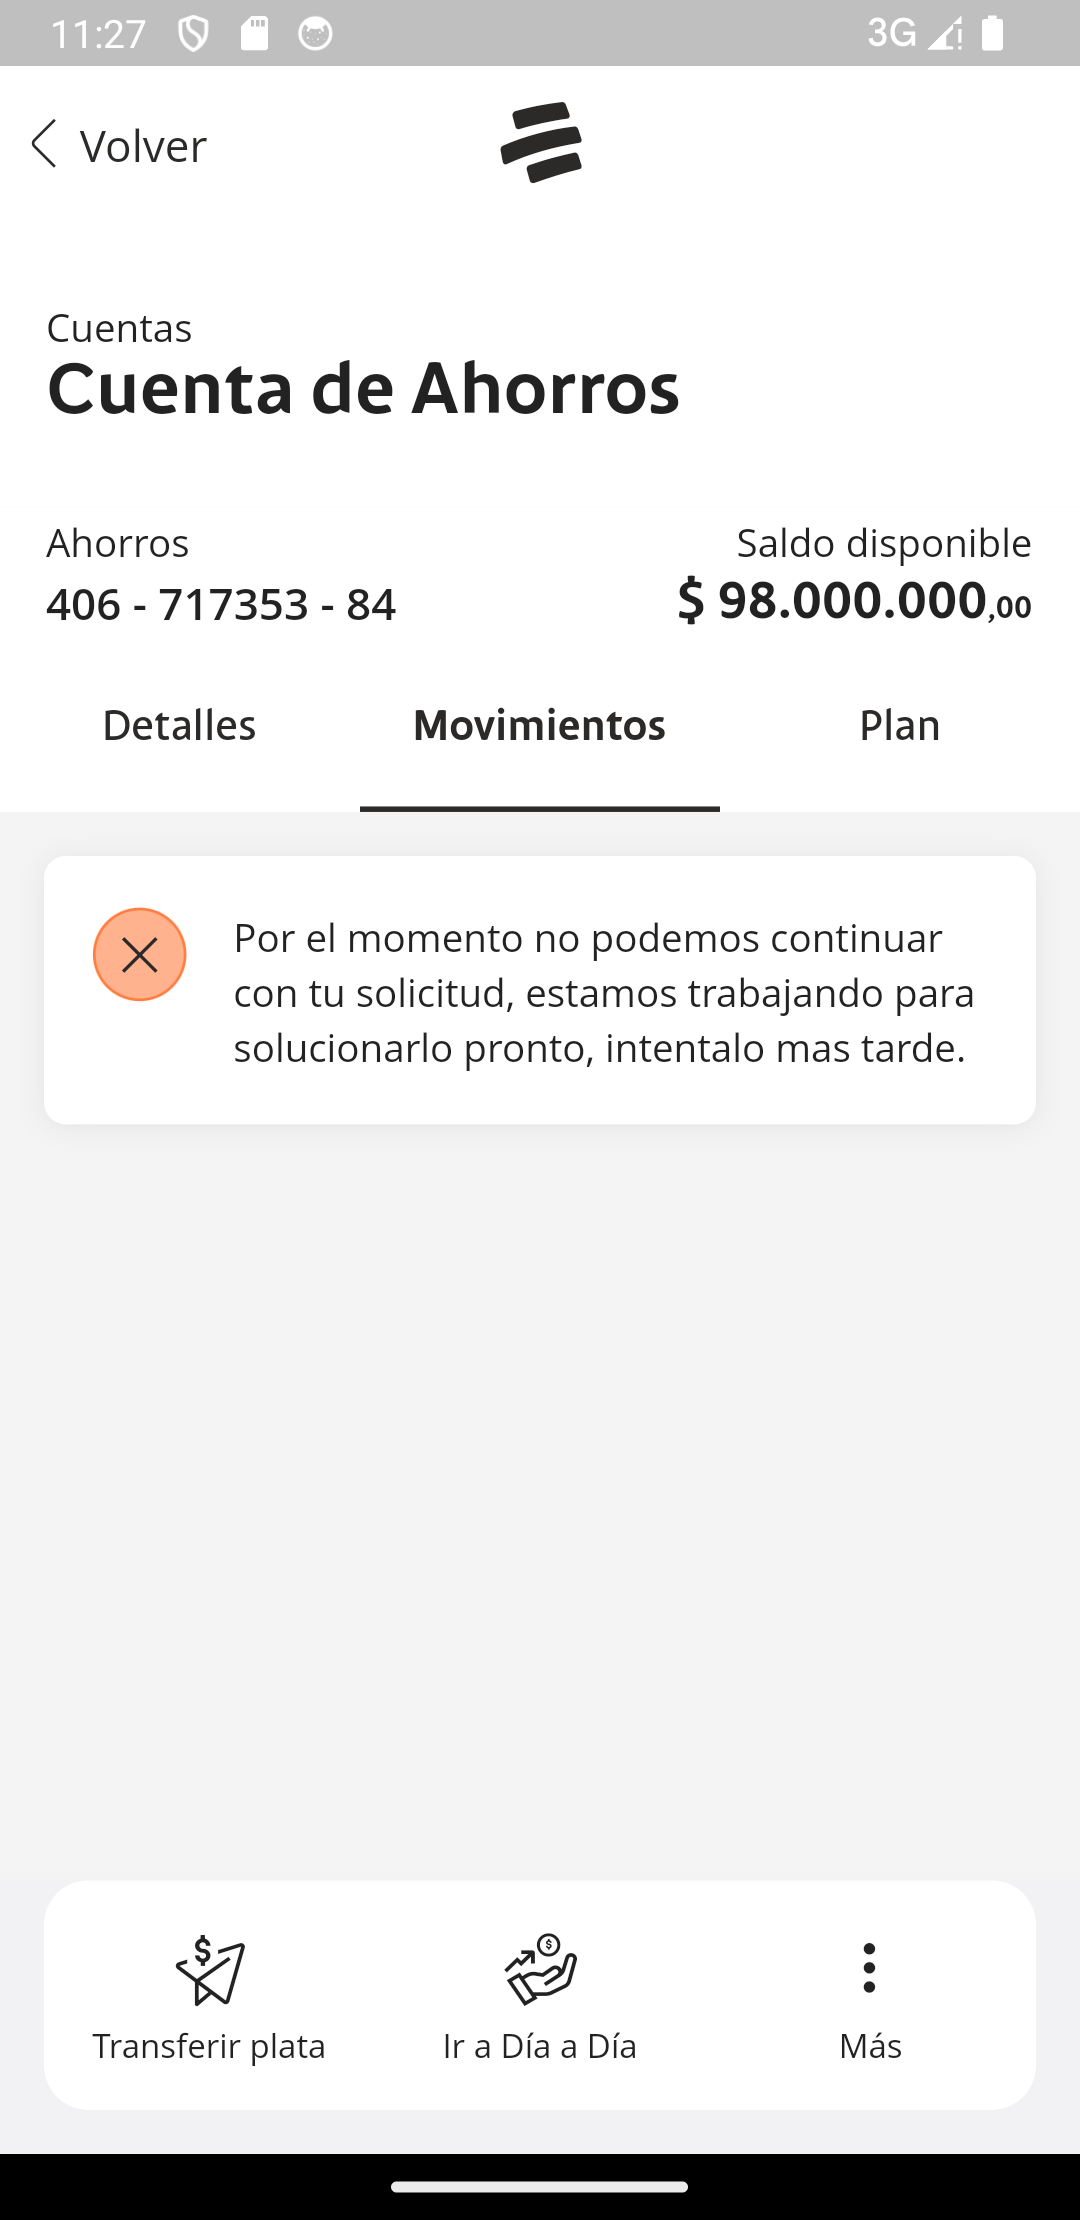 11:27
3G
Volver
Cuentas
Cuenta de Ahorros
Ahorros
Saldo disponible
406 - 717353 - 84
$ 98.000.000,00
Detalles
Movimientos
Plan
Por el momento no podemos continuar
con tu solicitud, estamos trabajando para
solucionarlo pronto, intentalo mas tarde.
Transferir plata
Ir a Día a Día
Más